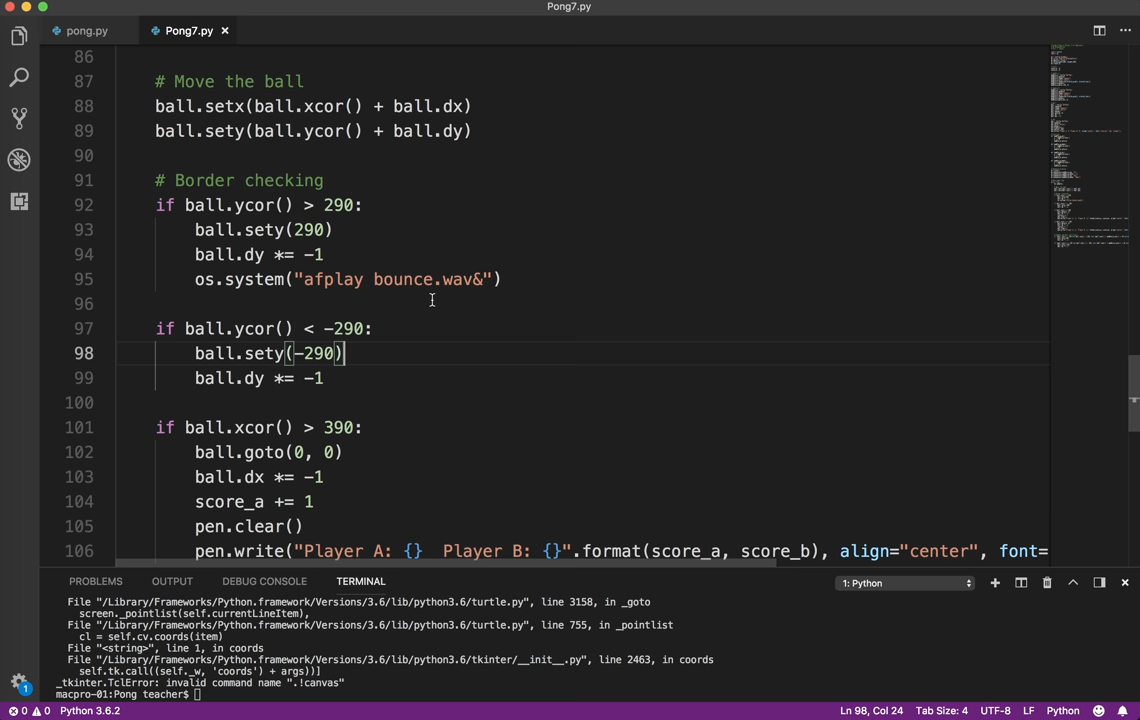 Pong7.py
pong.py
Pong7.py
86
87 # Move the ball
88 ball.setx(ball.xcor() + ball.dx)
89 ball.sety(ball.ycor() + ball.dy)
90
91 # Border checking
92 if ball.ycor() > 290:
93 ball.sety(290)
94 ball.dy *= -1
95 os.system("afplay bounce.wav&")
96
97 if ball.ycor() < -290:
98 ball.sety(-290)
99 ball.dy *= -1
100
101 if ball.xcor() > 390:
102 ball.goto(0, 0)
103 ball.dx *= -1
104 score_a += 1
105 pen.clear()
106 pen.write("Player A: {}  Player B: {}".format(score_a, score_b), align="center", font=
PROBLEMS OUTPUT DEBUG CONSOLE TERMINAL 1: Python
File "/Library/Frameworks/Python.framework/Versions/3.6/lib/python3.6/turtle.py", line 3158, in _goto
screen._pointlist(self.currentLineItem),
File "/Library/Frameworks/Python.framework/Versions/3.6/lib/python3.6/turtle.py", line 755, in _pointlist
cl = self.cv.coords(item)
File "<string>", line 1, in coords
File "/Library/Frameworks/Python.framework/Versions/3.6/lib/python3.6/tkinter/__init__.py", line 2463, in coords
self.tk.call((self._w, 'coords') + args))]
_tkinter.TclError: invalid command name ".!canvas"
macpro-01:Pong teacher$
1
0 0 Python 3.6.2 Ln 98, Col 24 Tab Size: 4 UTF-8 LF Python